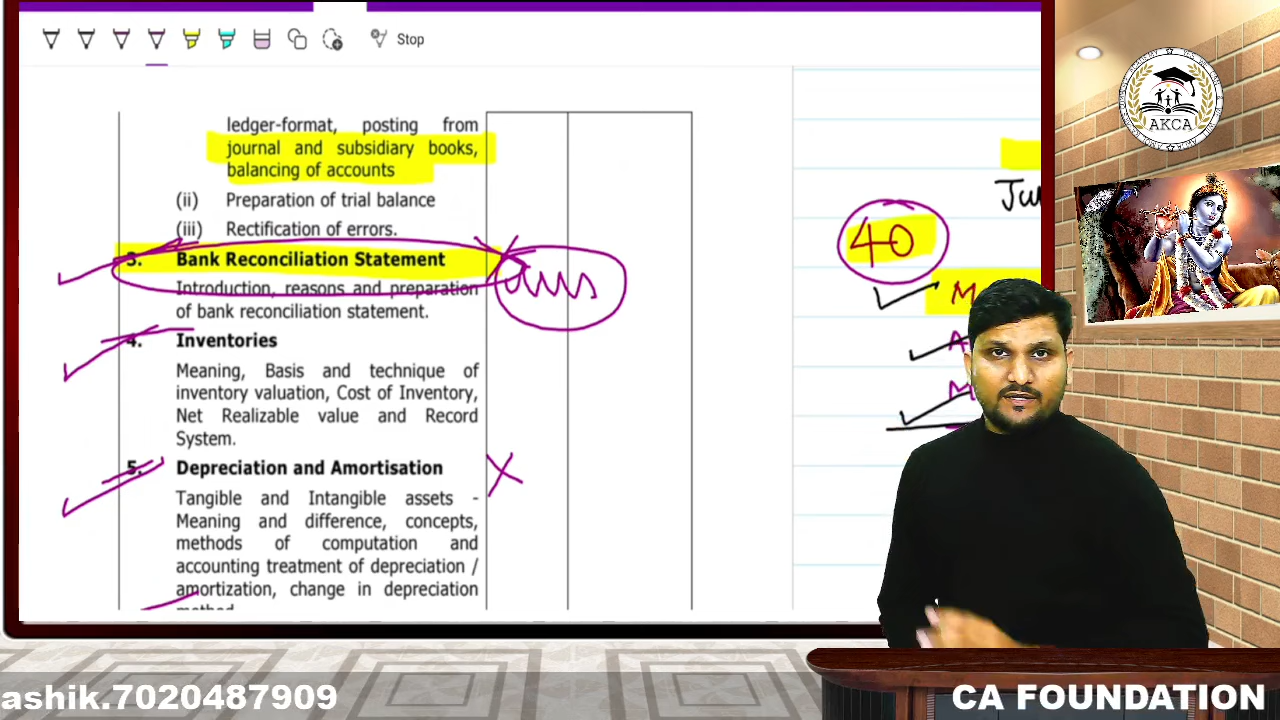 Stop
ledger-format, posting from
journal and subsidiary books,
balancing of accounts
(ii) Preparation of trial balance
(iii) Rectification of errors.
3. Bank Reconciliation Statement
Introduction, reasons and preparation
of bank reconciliation statement.
4. Inventories
Meaning, Basis and technique of
inventory valuation, Cost of Inventory,
Net Realizable value and Record
System.
5. Depreciation and Amortisation
Tangible and Intangible assets -
Meaning and difference, concepts,
methods of computation and
accounting treatment of depreciation /
amortization, change in depreciation
40
M
A
M
AKCA
ashik.7020487909
CA FOUNDATION